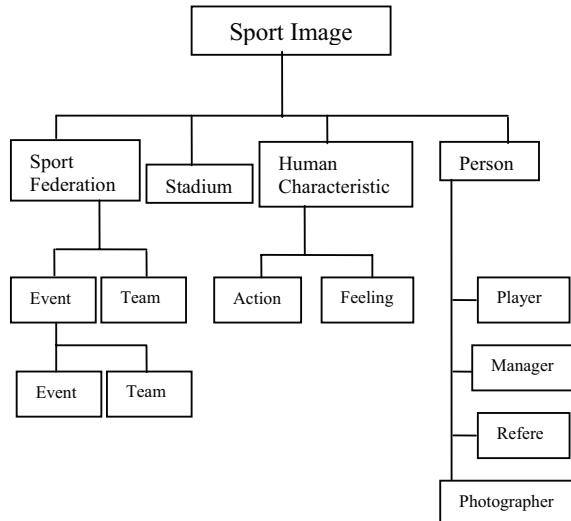 Sport Image
Sport
Federation
Stadium
Human
Characteristic
Person
Event
Team
Action
Feeling
Player
Event
Team
Manager
Refere
Photographer